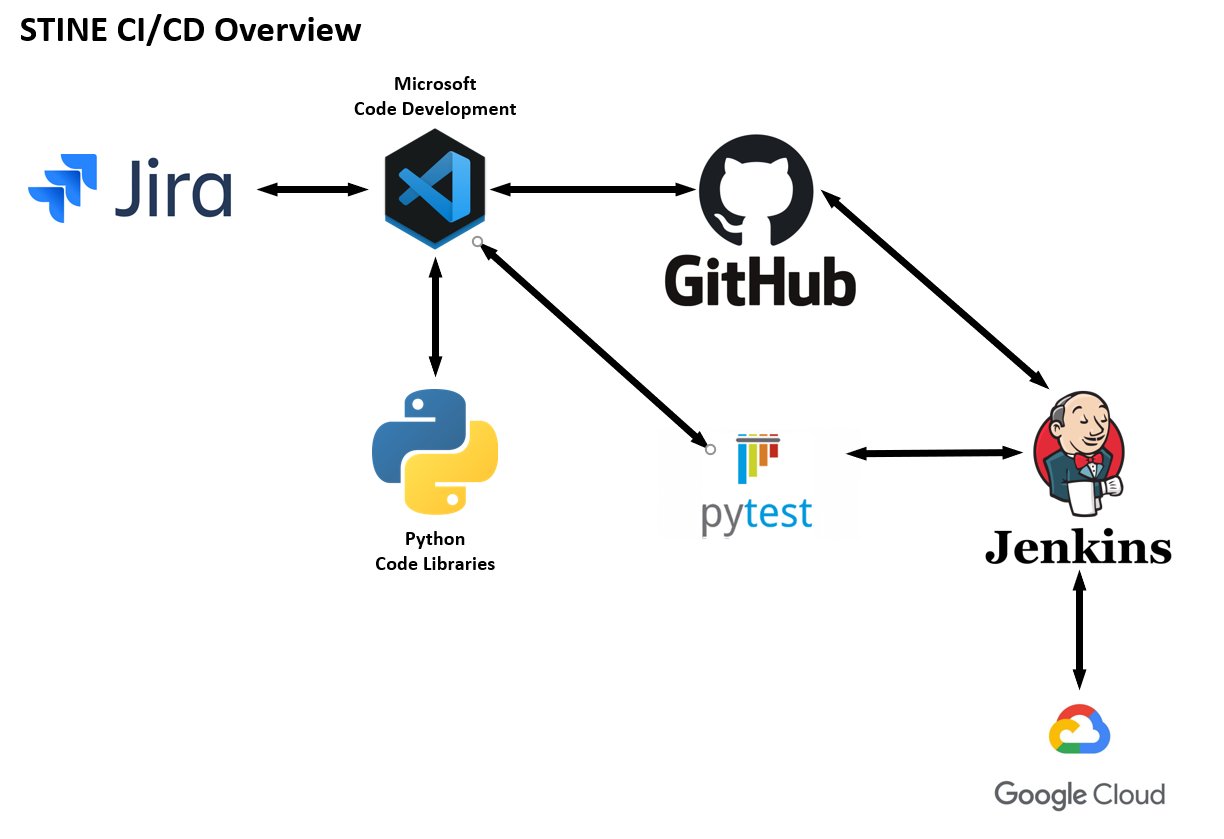 STINE CI/CD Overview
Microsoft
Code Development
Jira
GitHub
pytest
Python
Code Libraries
Jenkins
Google Cloud